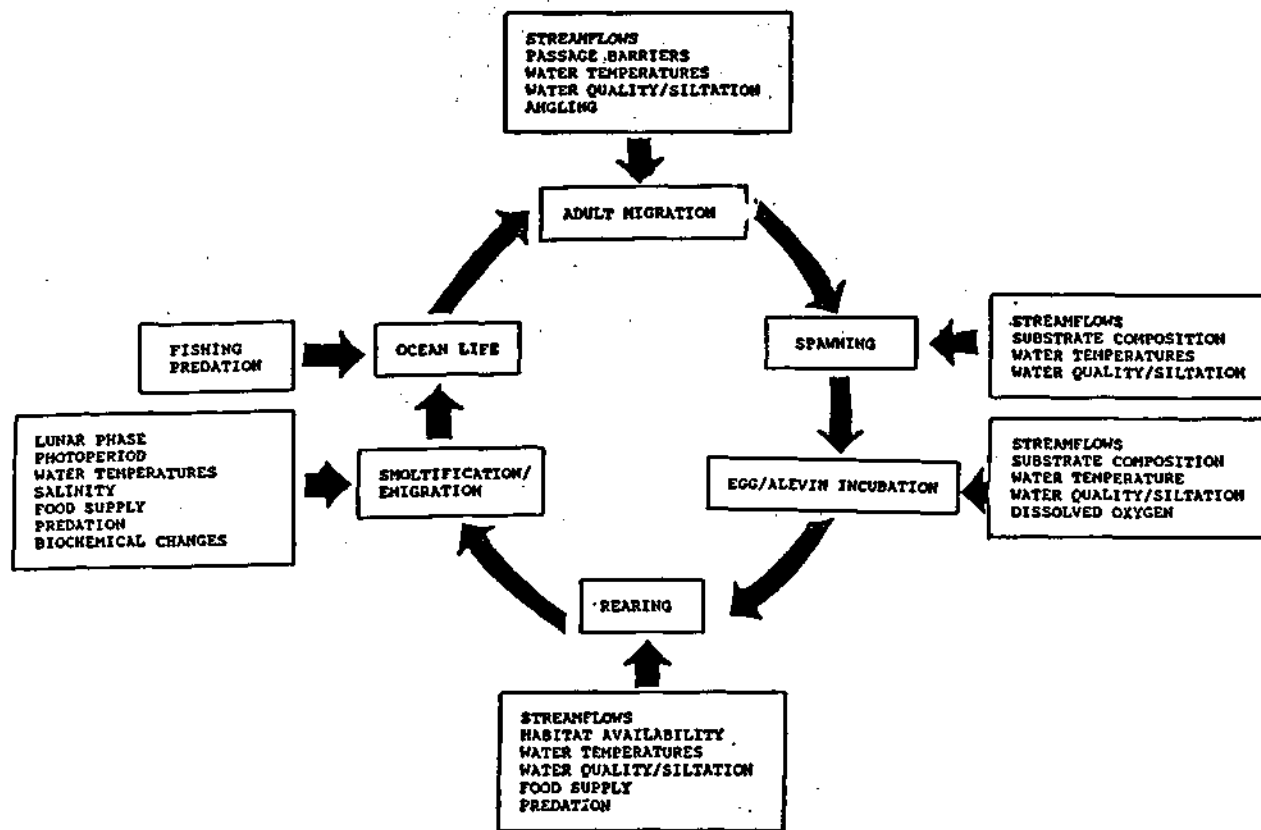 STREAMFLOWS
PASSAGE BARRIERS
WATER TEMPERATURES
WATER QUALITY/SILTATION
ANGLING
ADULT MIGRATION
STREAMFLOWS
SUBSTRATE COMPOSITION
WATER TEMPERATURES
WATER QUALITY/SILTATION
SPAWNING
FISHING
PREDATION
OCEAN LIFE
LUNAR PHASE
PHOTOPERIOD
WATER TEMPERATURES
SALINITY
FOOD SUPPLY
PREDATION
BIOCHEMICAL CHANGES
SMOLTIFICATION/
EMIGRATION
EGG/ALEVIN INCUBATION
STREAMFLOWS
SUBSTRATE COMPOSITION
WATER TEMPERATURE
WATER QUALITY/SILTATION
DISSOLVED OXYGEN
REARING
STREAMFLOWS
HABITAT AVAILABILITY
WATER TEMPERATURES
WATER QUALITY/SILTATION
FOOD SUPPLY
PREDATION